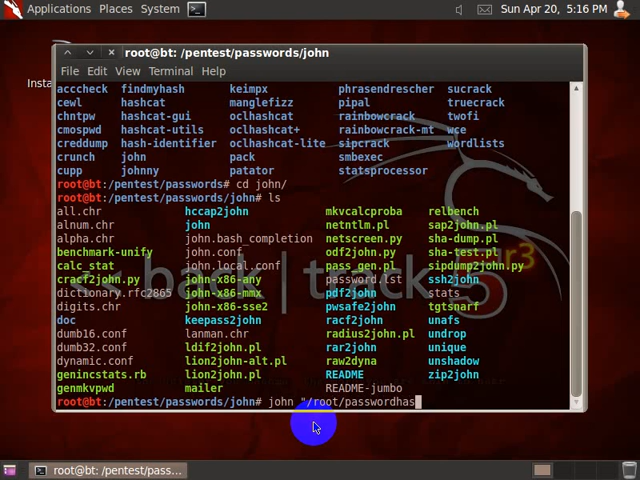 Applications Places System Sun Apr 20, 5:16 PM
Insta
root@bt: /pentest/passwords/john
File Edit View Terminal Help
acccheck findmyhash keimpx phrasendrescher sucrack
cewl hashcat manglefizz pipal truecrack
chntpw hashcat-gui oclhashcat rainbowcrack twofi
cmospwd hashcat-utils oclhashcat+ rainbowcrack-mt wce
creddump hash-identifier oclhashcat-lite sipcrack wordlists
crunch john pack smbexec
cupp johnny patator statsprocessor
root@bt:/pentest/passwords# cd john/
root@bt:/pentest/passwords/john# ls
all.chr hccap2john mkvcalcproba relbench
alnum.chr john netntlm.pl sap2john.pl
alpha.chr john.bash_completion netscreen.py sha-dump.pl
benchmark-unify john.conf odf2john.py sha-test.pl
calc_stat john.local.conf pass_gen.pl sipdump2john.py
cracf2john.py john-x86-any password.lst ssh2john
dictionary.rfc2865 john-x86-mmx pdf2john stats
digits.chr john-x86-sse2 pwsafe2john tgtsnarf
doc keepass2john racf2john unafs
dumb16.conf lanman.chr radius2john.pl undrop
dumb32.conf ldif2john.pl rar2john unique
dynamic.conf lion2john-alt.pl raw2dyna unshadow
genincstats.rb lion2john.pl README zip2john
genmkvpwd mailer README-jumbo
root@bt:/pentest/passwords/john# john "/root/passwordhas
<< back | track 5 r3
root@bt: /pentest/pass...